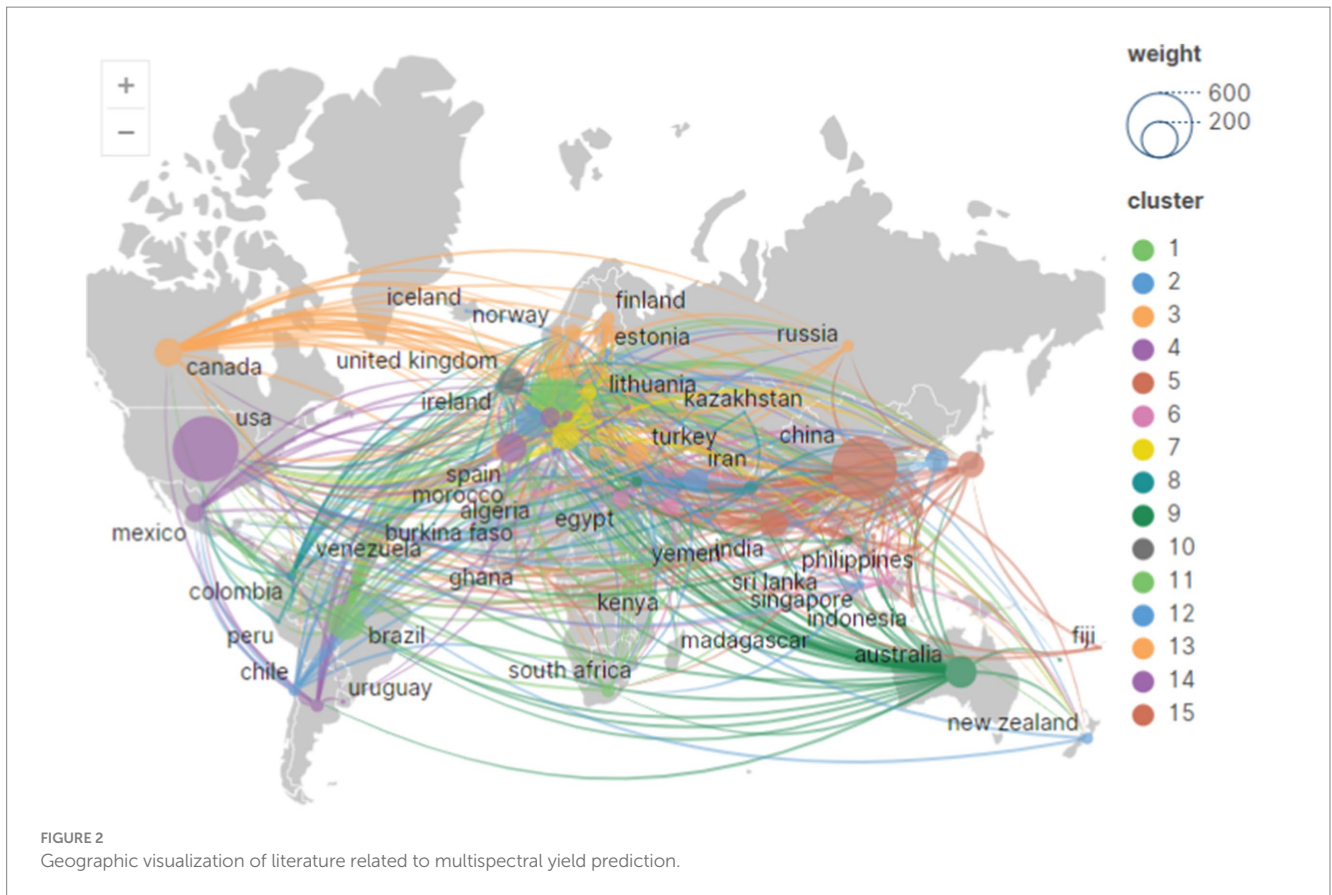 +
−
weight
600
200
cluster
1
2
3
4
5
6
7
8
9
10
11
12
13
14
15
iceland
finland
norway
estonia
russia
united kingdom
canada
lithuania
ireland
kazakhstan
usa
turkey
china
iran
spain
morocco
algeria
egypt
mexico
burkina faso
venezuela
yemen
india
philippines
ghana
sri lanka
colombia
kenya
singapore
indonesia
peru
brazil
madagascar
fiji
australia
chile
south africa
uruguay
new zealand
FIGURE 2
Geographic visualization of literature related to multispectral yield prediction.